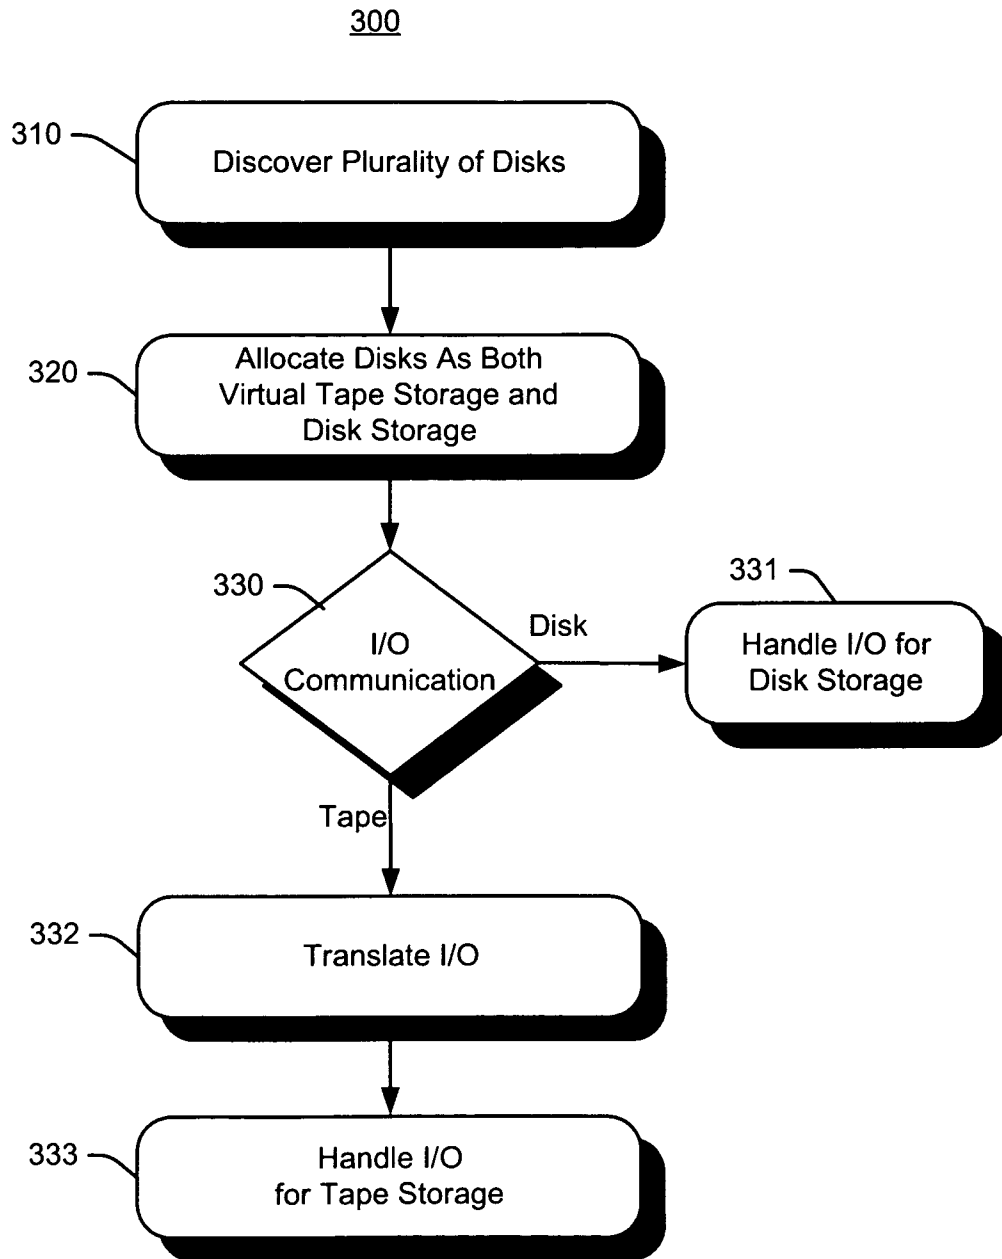 300
310
Discover Plurality of Disks
320
Allocate Disks As Both
Virtual Tape Storage and
Disk Storage
330
I/O
Communication
Disk
331
Handle I/O for
Disk Storage
Tape
332
Translate I/O
333
Handle I/O
for Tape Storage